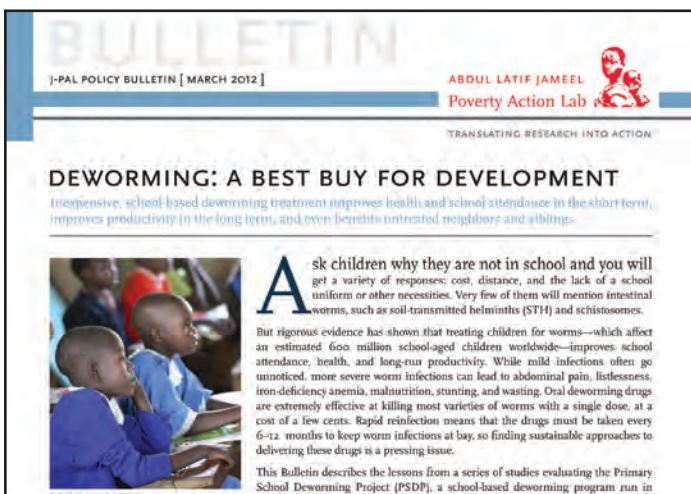 BULLETIN
J-PAL POLICY BULLETIN [ MARCH 2012 ]
ABDUL LATIF JAMEEL
Poverty Action Lab
TRANSLATING RESEARCH INTO ACTION
DEWORMING: A BEST BUY FOR DEVELOPMENT
Inexpensive, school-based deworming treatment improves health and school attendance in the short term,
improves productivity in the long term, and even benefits untreated neighbors and siblings.
Ask children why they are not in school and you will
get a variety of responses: cost, distance, and the lack of a school
uniform or other necessities. Very few of them will mention intestinal
worms, such as soil-transmitted helminths (STH) and schistosomes.
But rigorous evidence has shown that treating children for worms—which affect
an estimated 600 million school-aged children worldwide—improves school
attendance, health, and long-run productivity. While mild infections often go
unnoticed, more severe worm infections can lead to abdominal pain, listlessness,
iron-deficiency anemia, malnutrition, stunting, and wasting. Oral deworming drugs
are extremely effective at killing most varieties of worms with a single dose, at a
cost of a few cents. Rapid reinfection means that the drugs must be taken every
6–12 months to keep worm infections at bay, so finding sustainable approaches to
delivering these drugs is a pressing issue.
This Bulletin describes the lessons from a series of studies evaluating the Primary
School Deworming Project (PSDP), a school-based deworming program run in